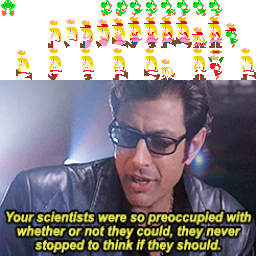 Your scientists were so preoccupied with
whether or not they could, they never
stopped to think if they should.